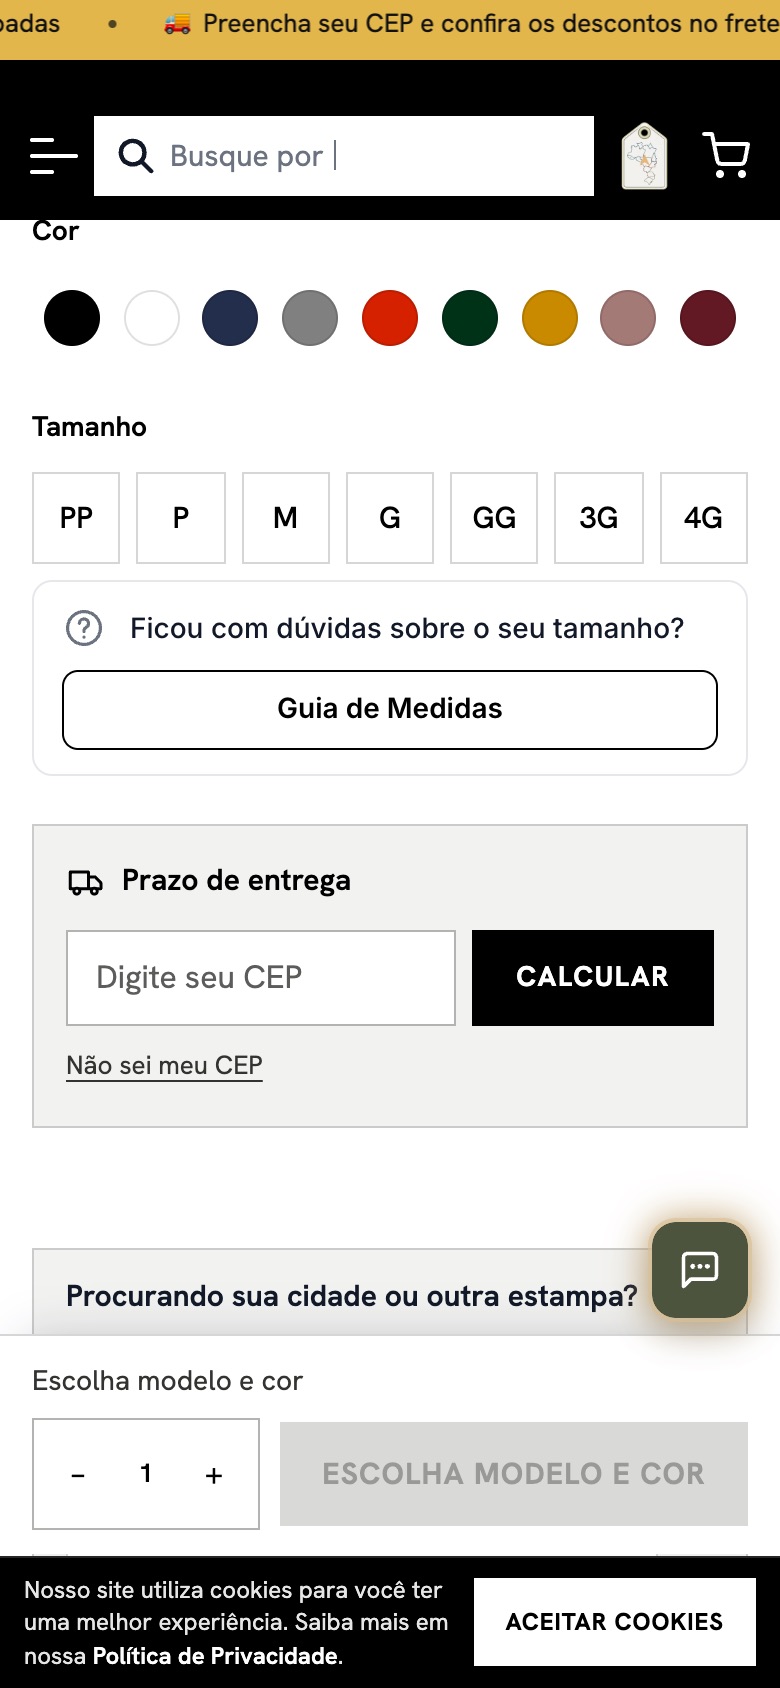 padas • 🚚 Preencha seu CEP e confira os descontos no frete
Busque por |
Cor
Tamanho
PP P M G GG 3G 4G
Ficou com dúvidas sobre o seu tamanho?
Guia de Medidas
Prazo de entrega
Digite seu CEP CALCULAR
Não sei meu CEP
Procurando sua cidade ou outra estampa?
Escolha modelo e cor
- 1 + ESCOLHA MODELO E COR
Nosso site utiliza cookies para você ter
uma melhor experiência. Saiba mais em
nossa Política de Privacidade.
ACEITAR COOKIES